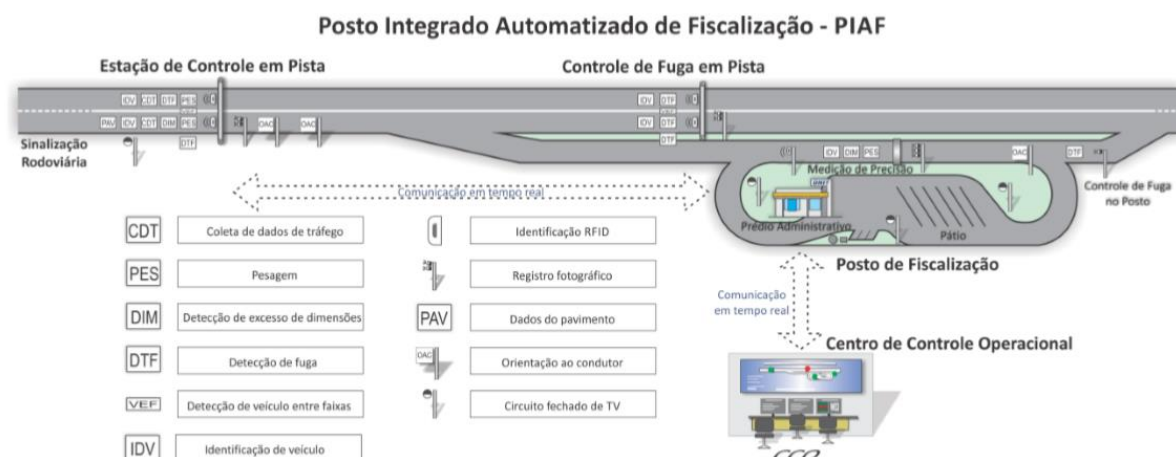 Posto Integrado Automatizado de Fiscalização - PIAF
Estação de Controle em Pista
Controle de Fuga em Pista
IDV CDT DTF PES
IDV DTF
PAV IDV CDT DIM PES
OAC OAC
IDV DTF
DTF
DTF
Sinalização
Rodoviária
IDV DIM PES
OAC
DTF
Medição de Precisão
Controle de Fuga
no Posto
Comunicação em tempo real
Prédio Administrativo
Pátio
Posto de Fiscalização
CDT Coleta de dados de tráfego
Identificação RFID
PES Pesagem
Registro fotográfico
DIM Detecção de excesso de dimensões
PAV Dados do pavimento
DTF Detecção de fuga
OAC Orientação ao condutor
VEF Detecção de veículo entre faixas
Circuito fechado de TV
IDV Identificação de veículo
Comunicação
em tempo real
Centro de Controle Operacional
CCO